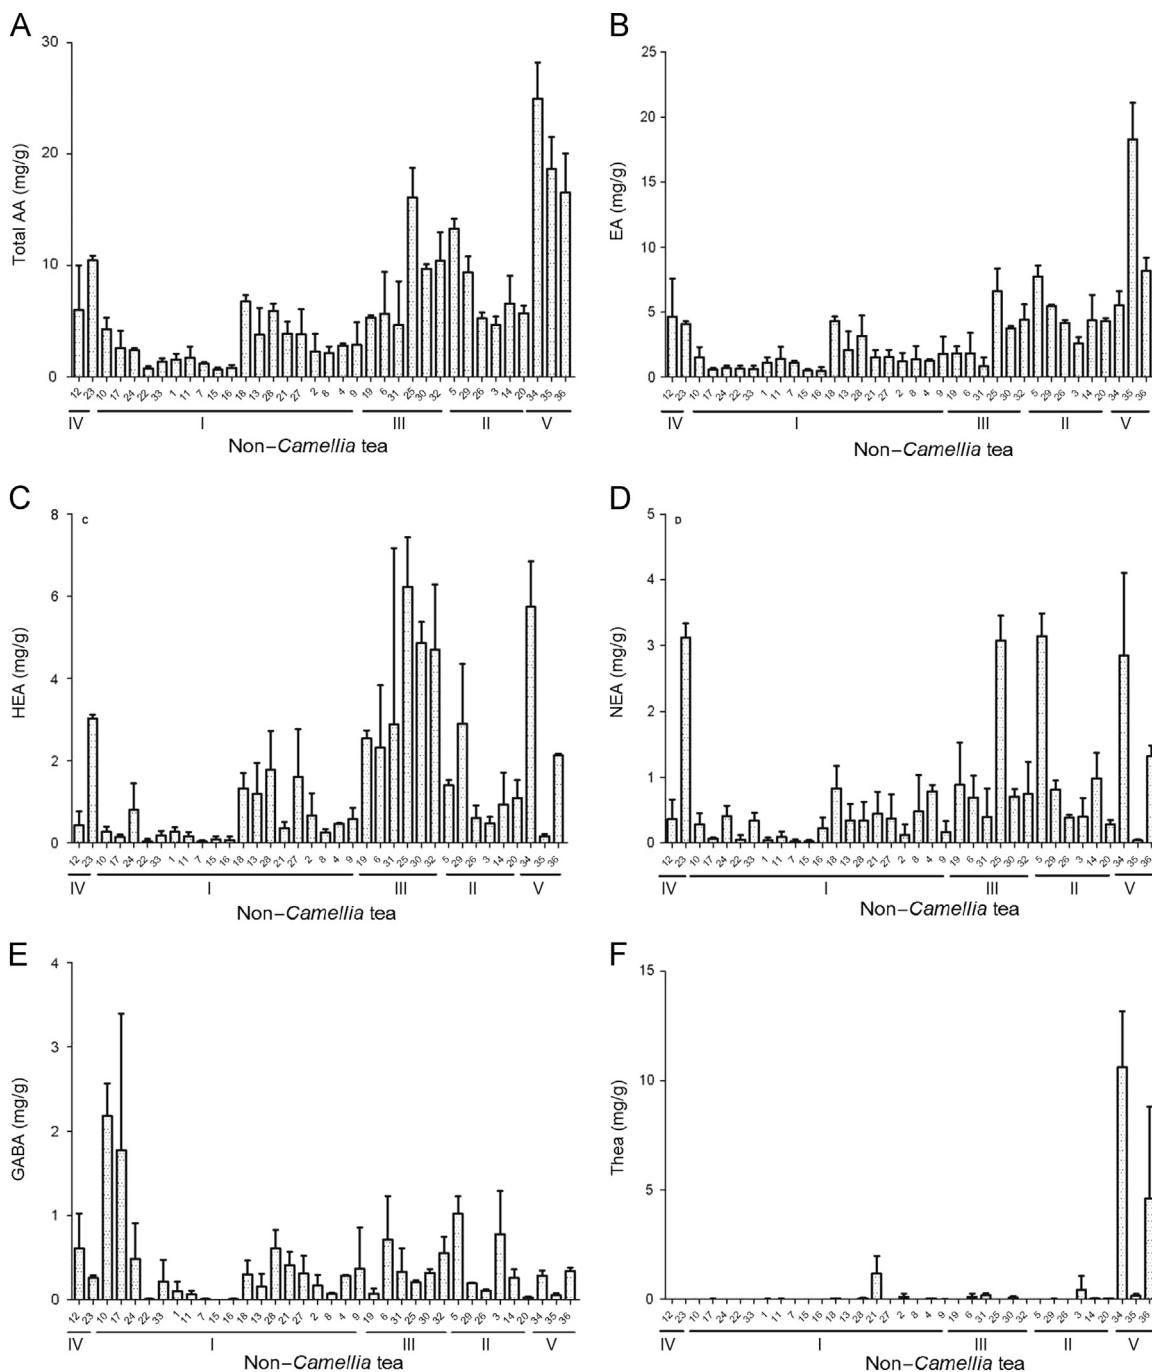 A
Total AA (mg/g)
30
20
10
0
12 23 10 17 24 22 33 1 11 7 15 16 18 13 28 21 27 2 8 4 9 19 6 31 25 30 32 5 29 26 3 14 20 34 35 36
IV I III II V
Non–Camellia tea
B
EA (mg/g)
25
20
15
10
5
0
12 23 10 17 24 22 33 1 11 7 15 16 18 13 28 21 27 2 8 4 9 19 6 31 25 30 32 5 29 26 3 14 20 34 35 36
IV I III II V
Non–Camellia tea
C
C
HEA (mg/g)
8
6
4
2
0
12 23 10 17 24 22 33 1 11 7 15 16 18 13 28 21 27 2 8 4 9 19 6 31 25 30 32 5 29 26 3 14 20 34 35 36
IV I III II V
Non–Camellia tea
D
D
NEA (mg/g)
5
4
3
2
1
0
12 23 10 17 24 22 33 1 11 7 15 16 18 13 28 21 27 2 8 4 9 19 6 31 25 30 32 5 29 26 3 14 20 34 35 36
IV I III II V
Non–Camellia tea
E
GABA (mg/g)
4
3
2
1
0
12 23 10 17 24 22 33 1 11 7 15 16 18 13 28 21 27 2 8 4 9 19 6 31 25 30 32 5 29 26 3 14 20 34 35 36
IV I III II V
Non–Camellia tea
F
Thea (mg/g)
15
10
5
0
12 23 10 17 24 22 33 1 11 7 15 16 18 13 28 21 27 2 8 4 9 19 6 31 25 30 32 5 29 26 3 14 20 34 35 36
IV I III II V
Non–Camellia tea